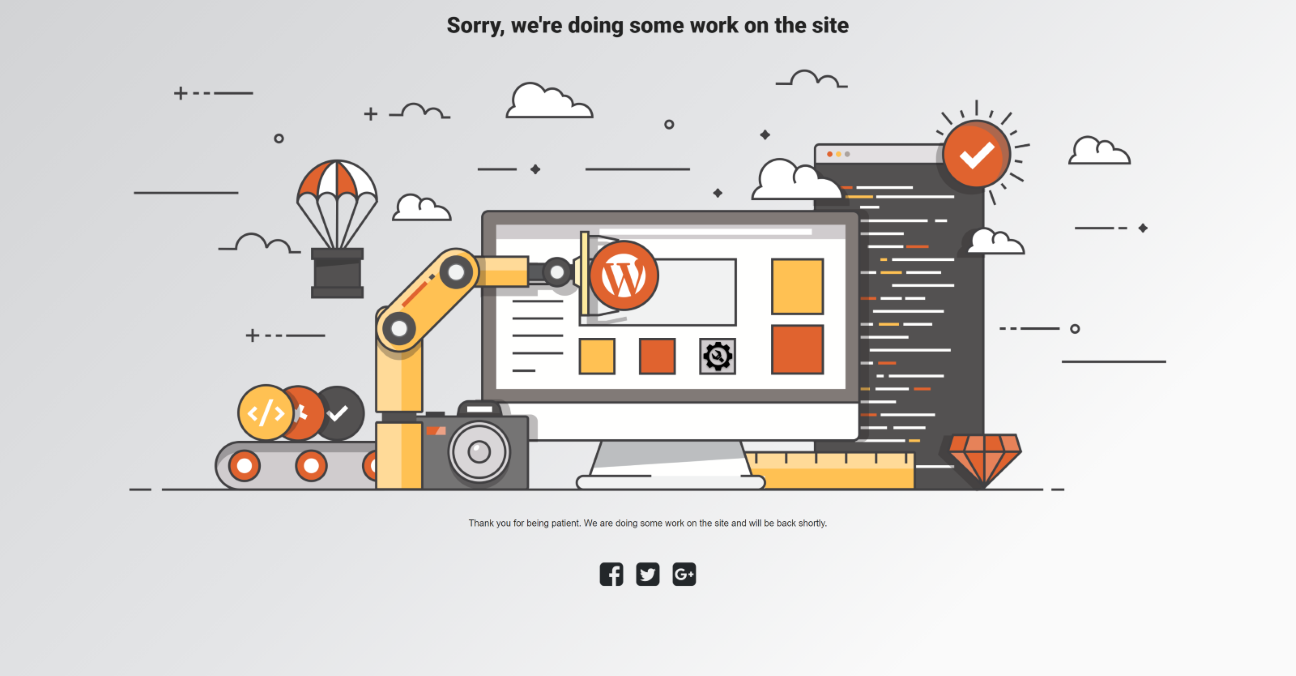 Sorry, we're doing some work on the site
Thank you for being patient. We are doing some work on the site and will be back shortly.